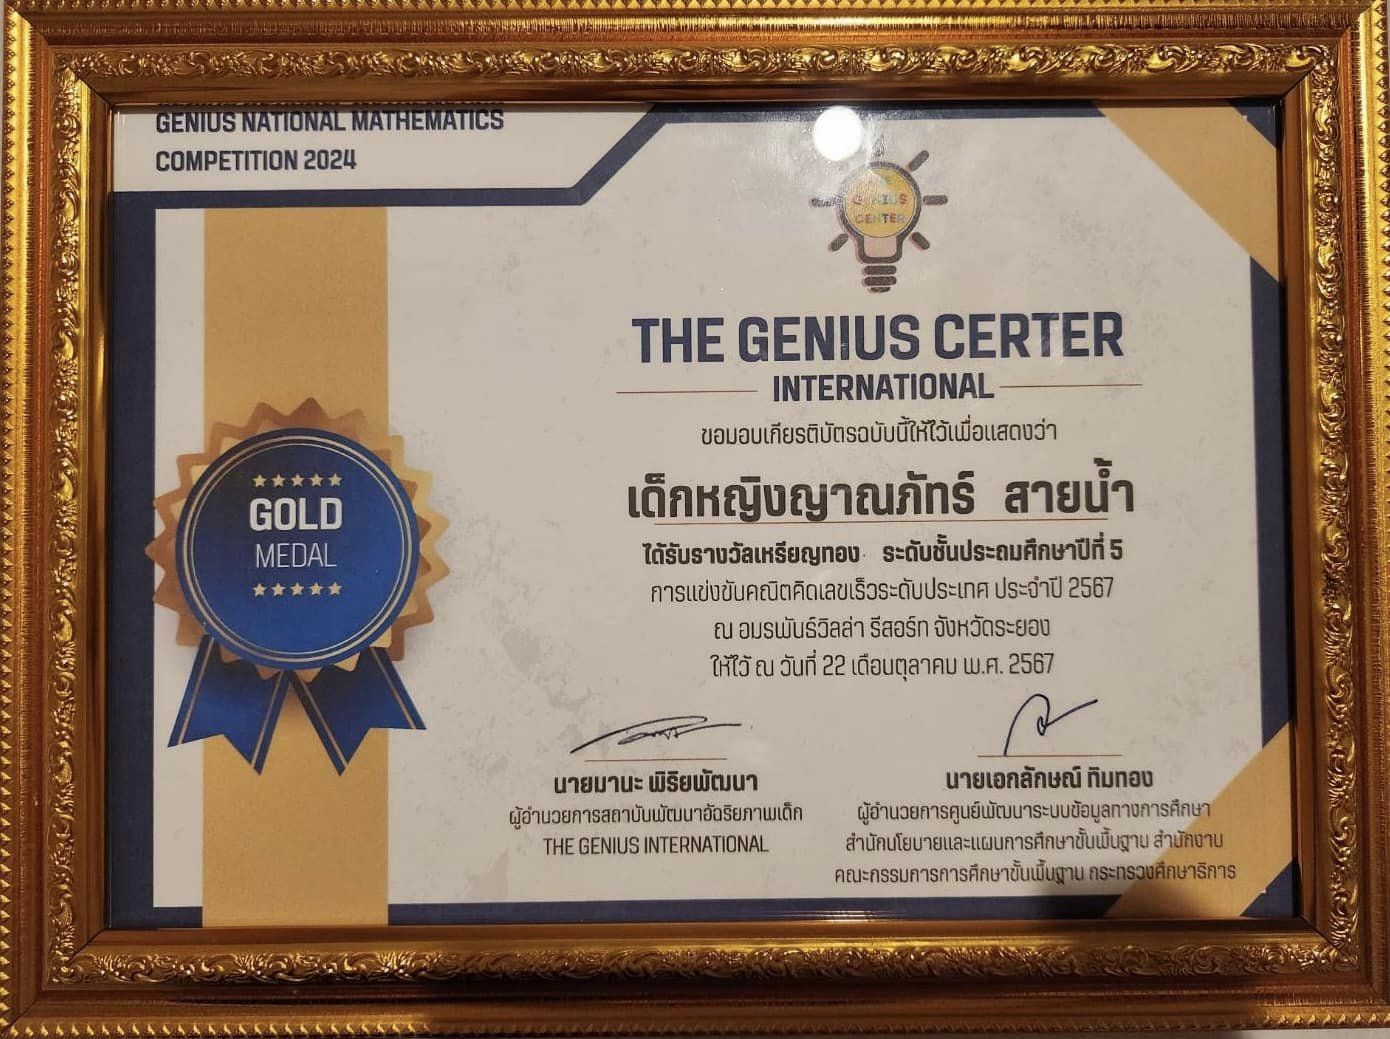 GENIUS NATIONAL MATHEMATICS
COMPETITION 2024
GENIUS
CENTER
THE GENIUS CERTER
INTERNATIONAL
ขอมอบเกียรติบัตรฉบับนี้ให้ไว้เพื่อแสดงว่า
เด็กหญิงญาณภัทร์ สายน้ำ
ได้รับรางวัลเหรียญทอง ระดับชั้นประถมศึกษาปีที่ 5
การแข่งขันคณิตคิดเลขเร็วระดับประเทศ ประจำปี 2567
ณ อมรพันธ์วิลล่า รีสอร์ท จังหวัดระยอง
ให้ไว้ ณ วันที่ 22 เดือนตุลาคม พ.ศ. 2567
GOLD
MEDAL
นายมานะ พิริยพัฒนา
ผู้อำนวยการสถาบันพัฒนาอัจริยภาพเด็ก
THE GENIUS INTERNATIONAL
นายเอกลักษณ์ ทิมทอง
ผู้อำนวยการศูนย์พัฒนาระบบข้อมูลทางการศึกษา
สำนักนโยบายและแผนการศึกษาขั้นพื้นฐาน สำนักงาน
คณะกรรมการการศึกษาขั้นพื้นฐาน กระทรวงศึกษาธิการ